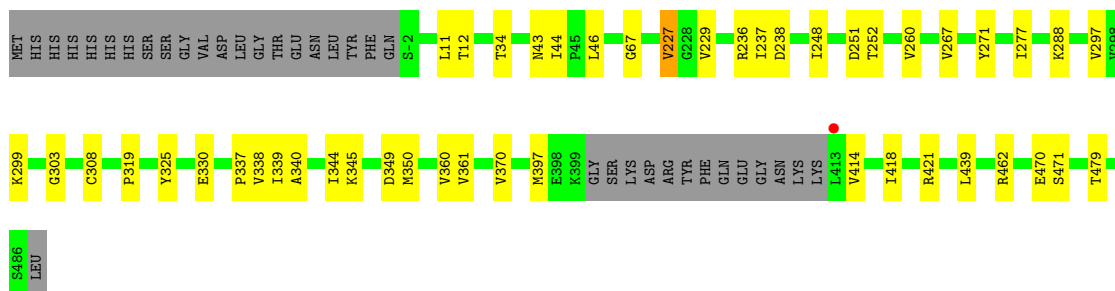 MET HIS HIS HIS HIS HIS HIS SER SER GLY VAL ASP LEU GLY THR GLU ASN LEU TYR PHE GLN S-2 L11 T12 T34 N43 I44 P45 L46 G67 V227 G228 V229 R236 I237 D238 I248 D251 T252 V260 V267 Y271 I277 K288 V297 V298
K299 G303 C308 P319 Y325 E330 P337 V338 I339 A340 I344 K345 D349 M350 V360 V361 V370 M397 E398 K399 GLY SER LYS ASP ARG TYR PHE GLN GLU GLY ASN LYS LYS L413 V414 I418 R421 L439 R462 E470 S471 T479
S486 LEU